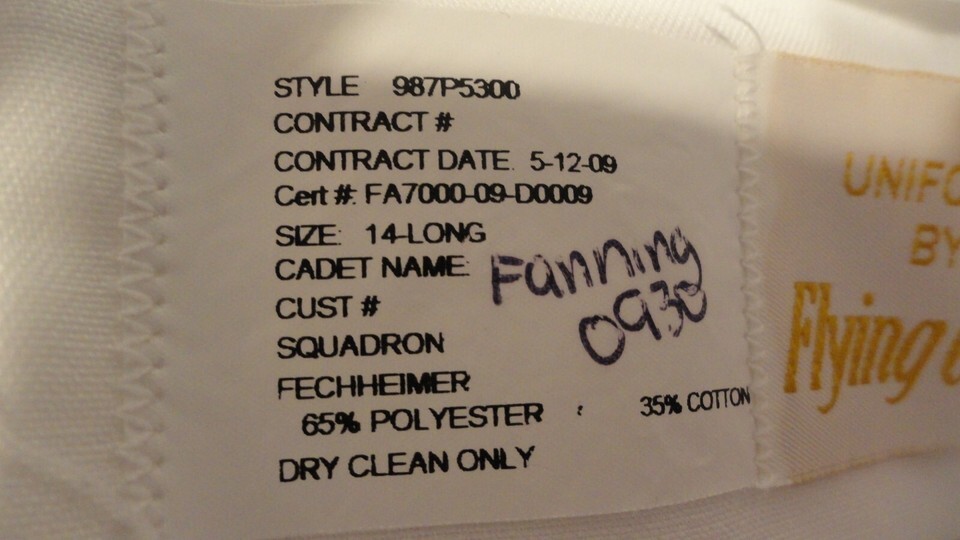 STYLE 987P5300
CONTRACT #
CONTRACT DATE. 5-12-09
Cert #: FA7000-09-D0009
SIZE: 14-LONG
CADET NAME: Fanning
0930
CUST #
SQUADRON
FECHHEIMER
65% POLYESTER 35% COTTON
DRY CLEAN ONLY
UNIFO
BY
Flying